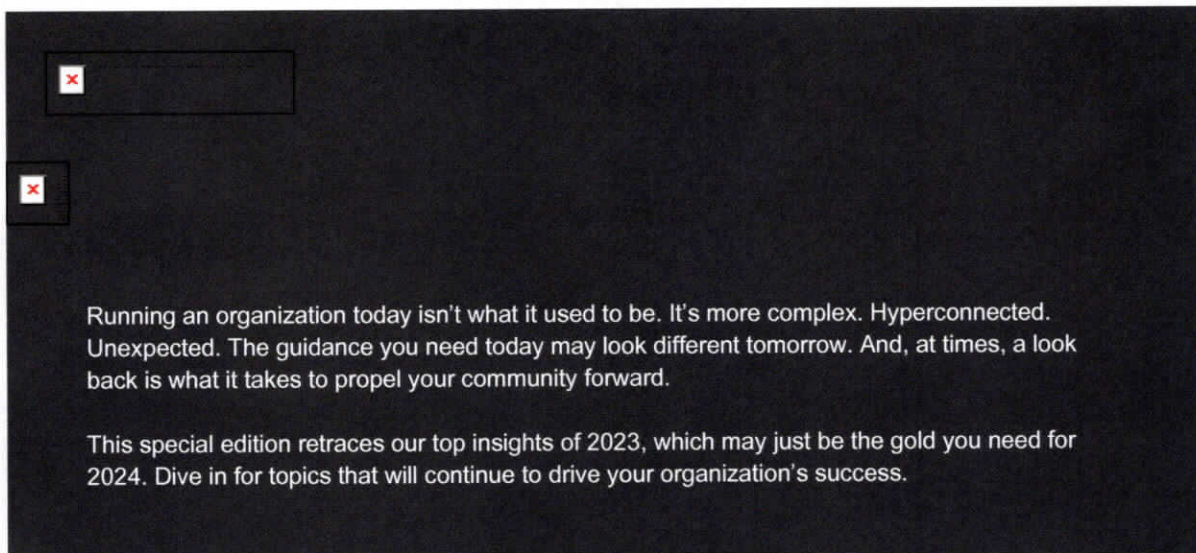 Running an organization today isn't what it used to be. It's more complex. Hyperconnected.
Unexpected. The guidance you need today may look different tomorrow. And, at times, a look
back is what it takes to propel your community forward.
This special edition retraces our top insights of 2023, which may just be the gold you need for
2024. Dive in for topics that will continue to drive your organization's success.